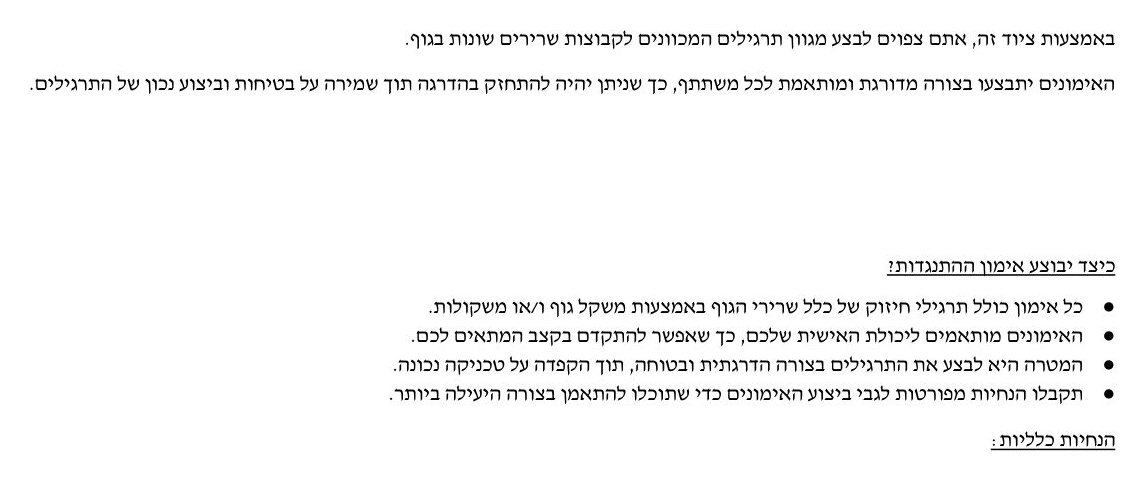 באמצעות ציוד זה, אתם צפוים לבצע מגוון תרגילים המכוונים לקבוצות שרירים שונות בגוף.
האימונים יתבצעו בצורה מדורגת ומותאמת לכל משתתף, כך שניתן יהיה להתחזק בהדרגה תוך שמירה על בטיחות וביצוע נכון של התרגילים.
כיצד יבוצע אימון ההתנגדות?
● כל אימון כולל תרגילי חיזוק של כלל שרירי הגוף באמצעות משקל גוף ו/או משקולות.
● האימונים מותאמים ליכולת האישית שלכם, כך שאפשר להתקדם בקצב המתאים לכם.
● המטרה היא לבצע את התרגילים בצורה הדרגתית ובטוחה, תוך הקפדה על טכניקה נכונה.
● תקבלו הנחיות מפורטות לגבי ביצוע האימונים כדי שתוכלו להתאמן בצורה היעילה ביותר.
הנחיות כלליות: